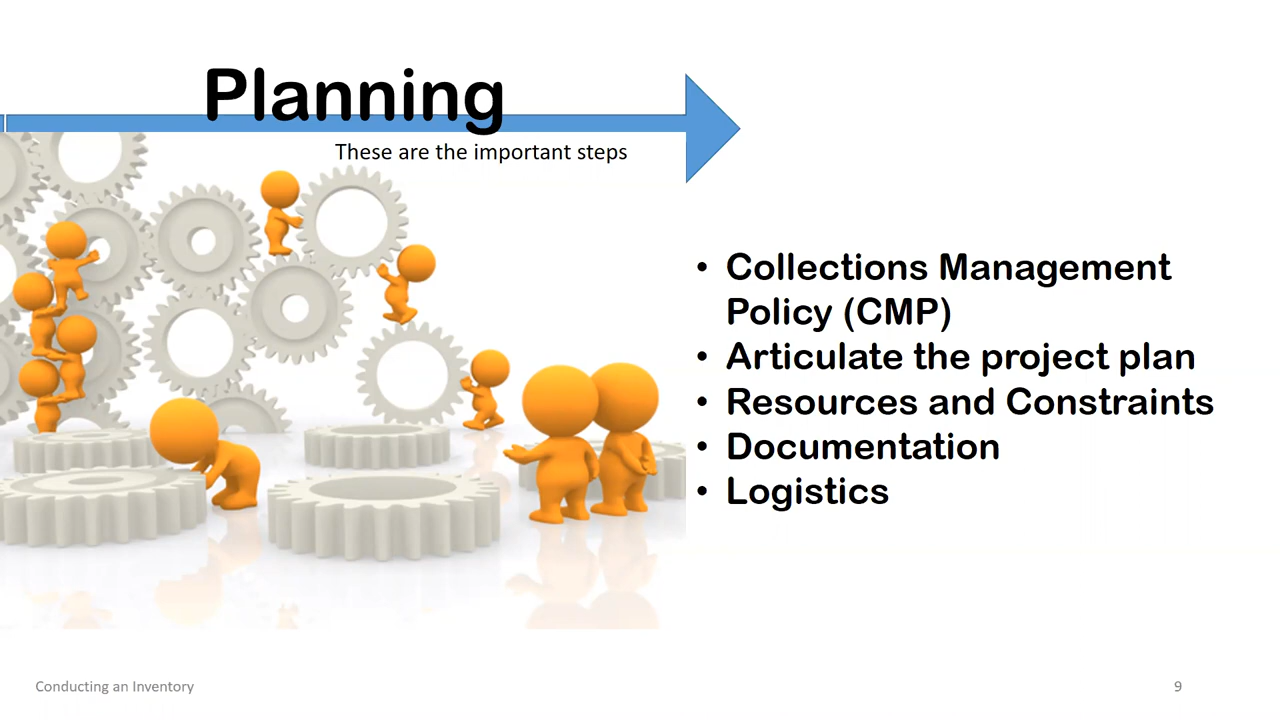 Planning
These are the important steps
• Collections Management
Policy (CMP)
• Articulate the project plan
• Resources and Constraints
• Documentation
• Logistics
Conducting an Inventory
9